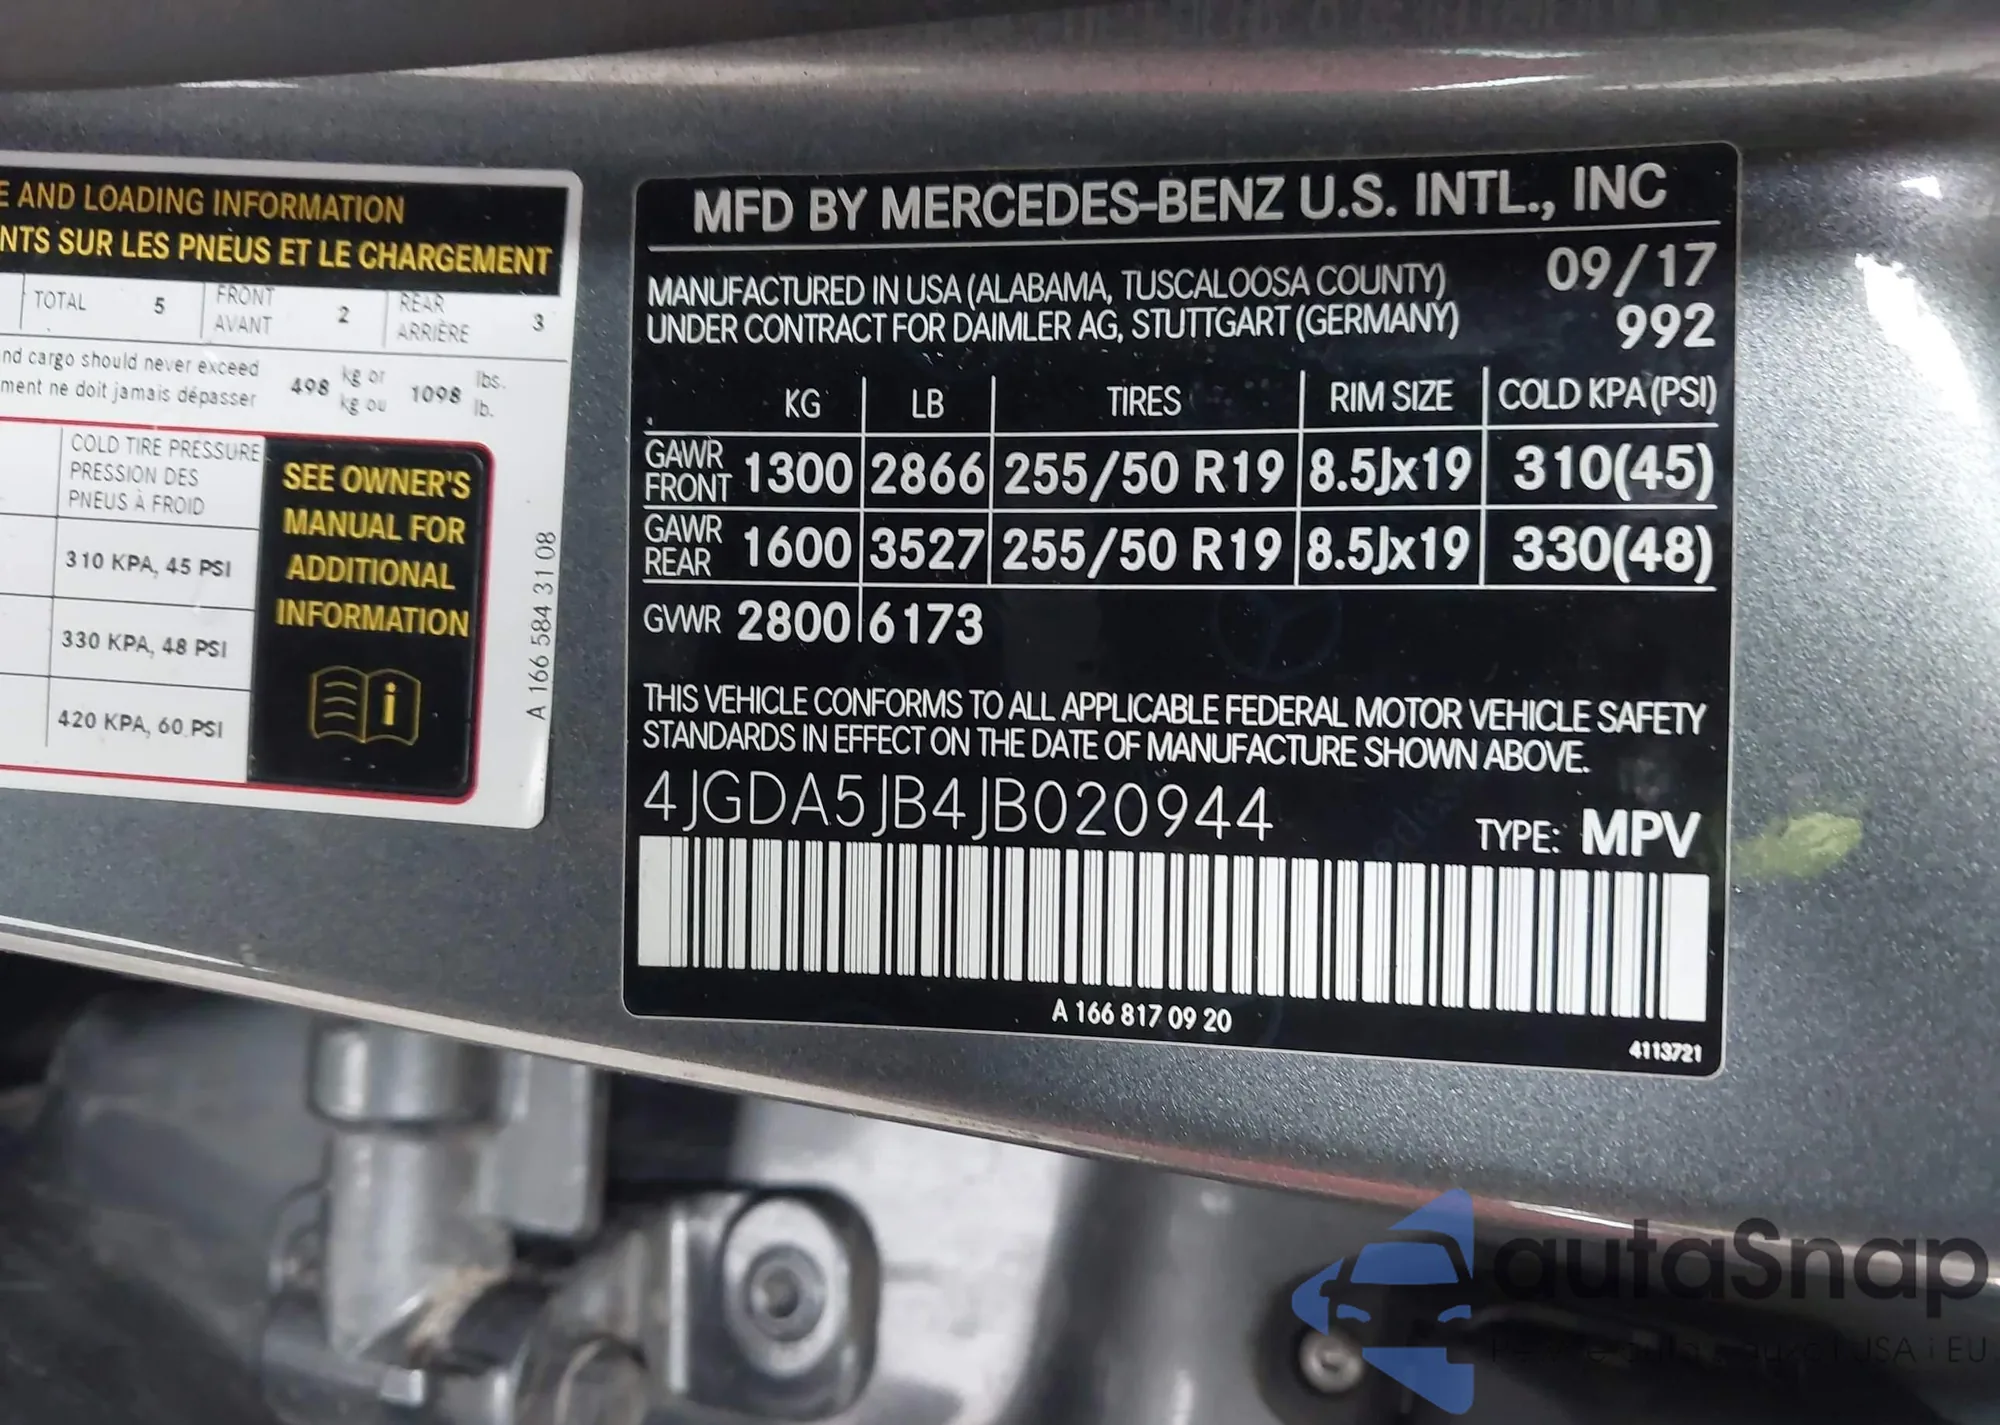 E AND LOADING INFORMATION
NTS SUR LES PNEUS ET LE CHARGEMENT
TOTAL 5 FRONT AVANT 2 REAR ARRIÈRE 3
nd cargo should never exceed
ment ne doit jamais dépasser
498 kg or kg ou 1098 lbs. lb.
COLD TIRE PRESSURE
PRESSION DES
PNEUS À FROID
310 KPA, 45 PSI
330 KPA, 48 PSI
420 KPA, 60 PSI
SEE OWNER'S
MANUAL FOR
ADDITIONAL
INFORMATION
A 166 584 31 08
MFD BY MERCEDES-BENZ U.S. INTL., INC
MANUFACTURED IN USA (ALABAMA, TUSCALOOSA COUNTY) 09/17
UNDER CONTRACT FOR DAIMLER AG, STUTTGART (GERMANY) 992
KG LB TIRES RIM SIZE COLD KPA (PSI)
GAWR FRONT 1300 2866 255/50 R19 8.5Jx19 310(45)
GAWR REAR 1600 3527 255/50 R19 8.5Jx19 330(48)
GVWR 2800 6173
THIS VEHICLE CONFORMS TO ALL APPLICABLE FEDERAL MOTOR VEHICLE SAFETY
STANDARDS IN EFFECT ON THE DATE OF MANUFACTURE SHOWN ABOVE.
4JGDA5JB4JB020944 TYPE: MPV
A 166 817 09 20
4113721
autaSnap
USA i EU